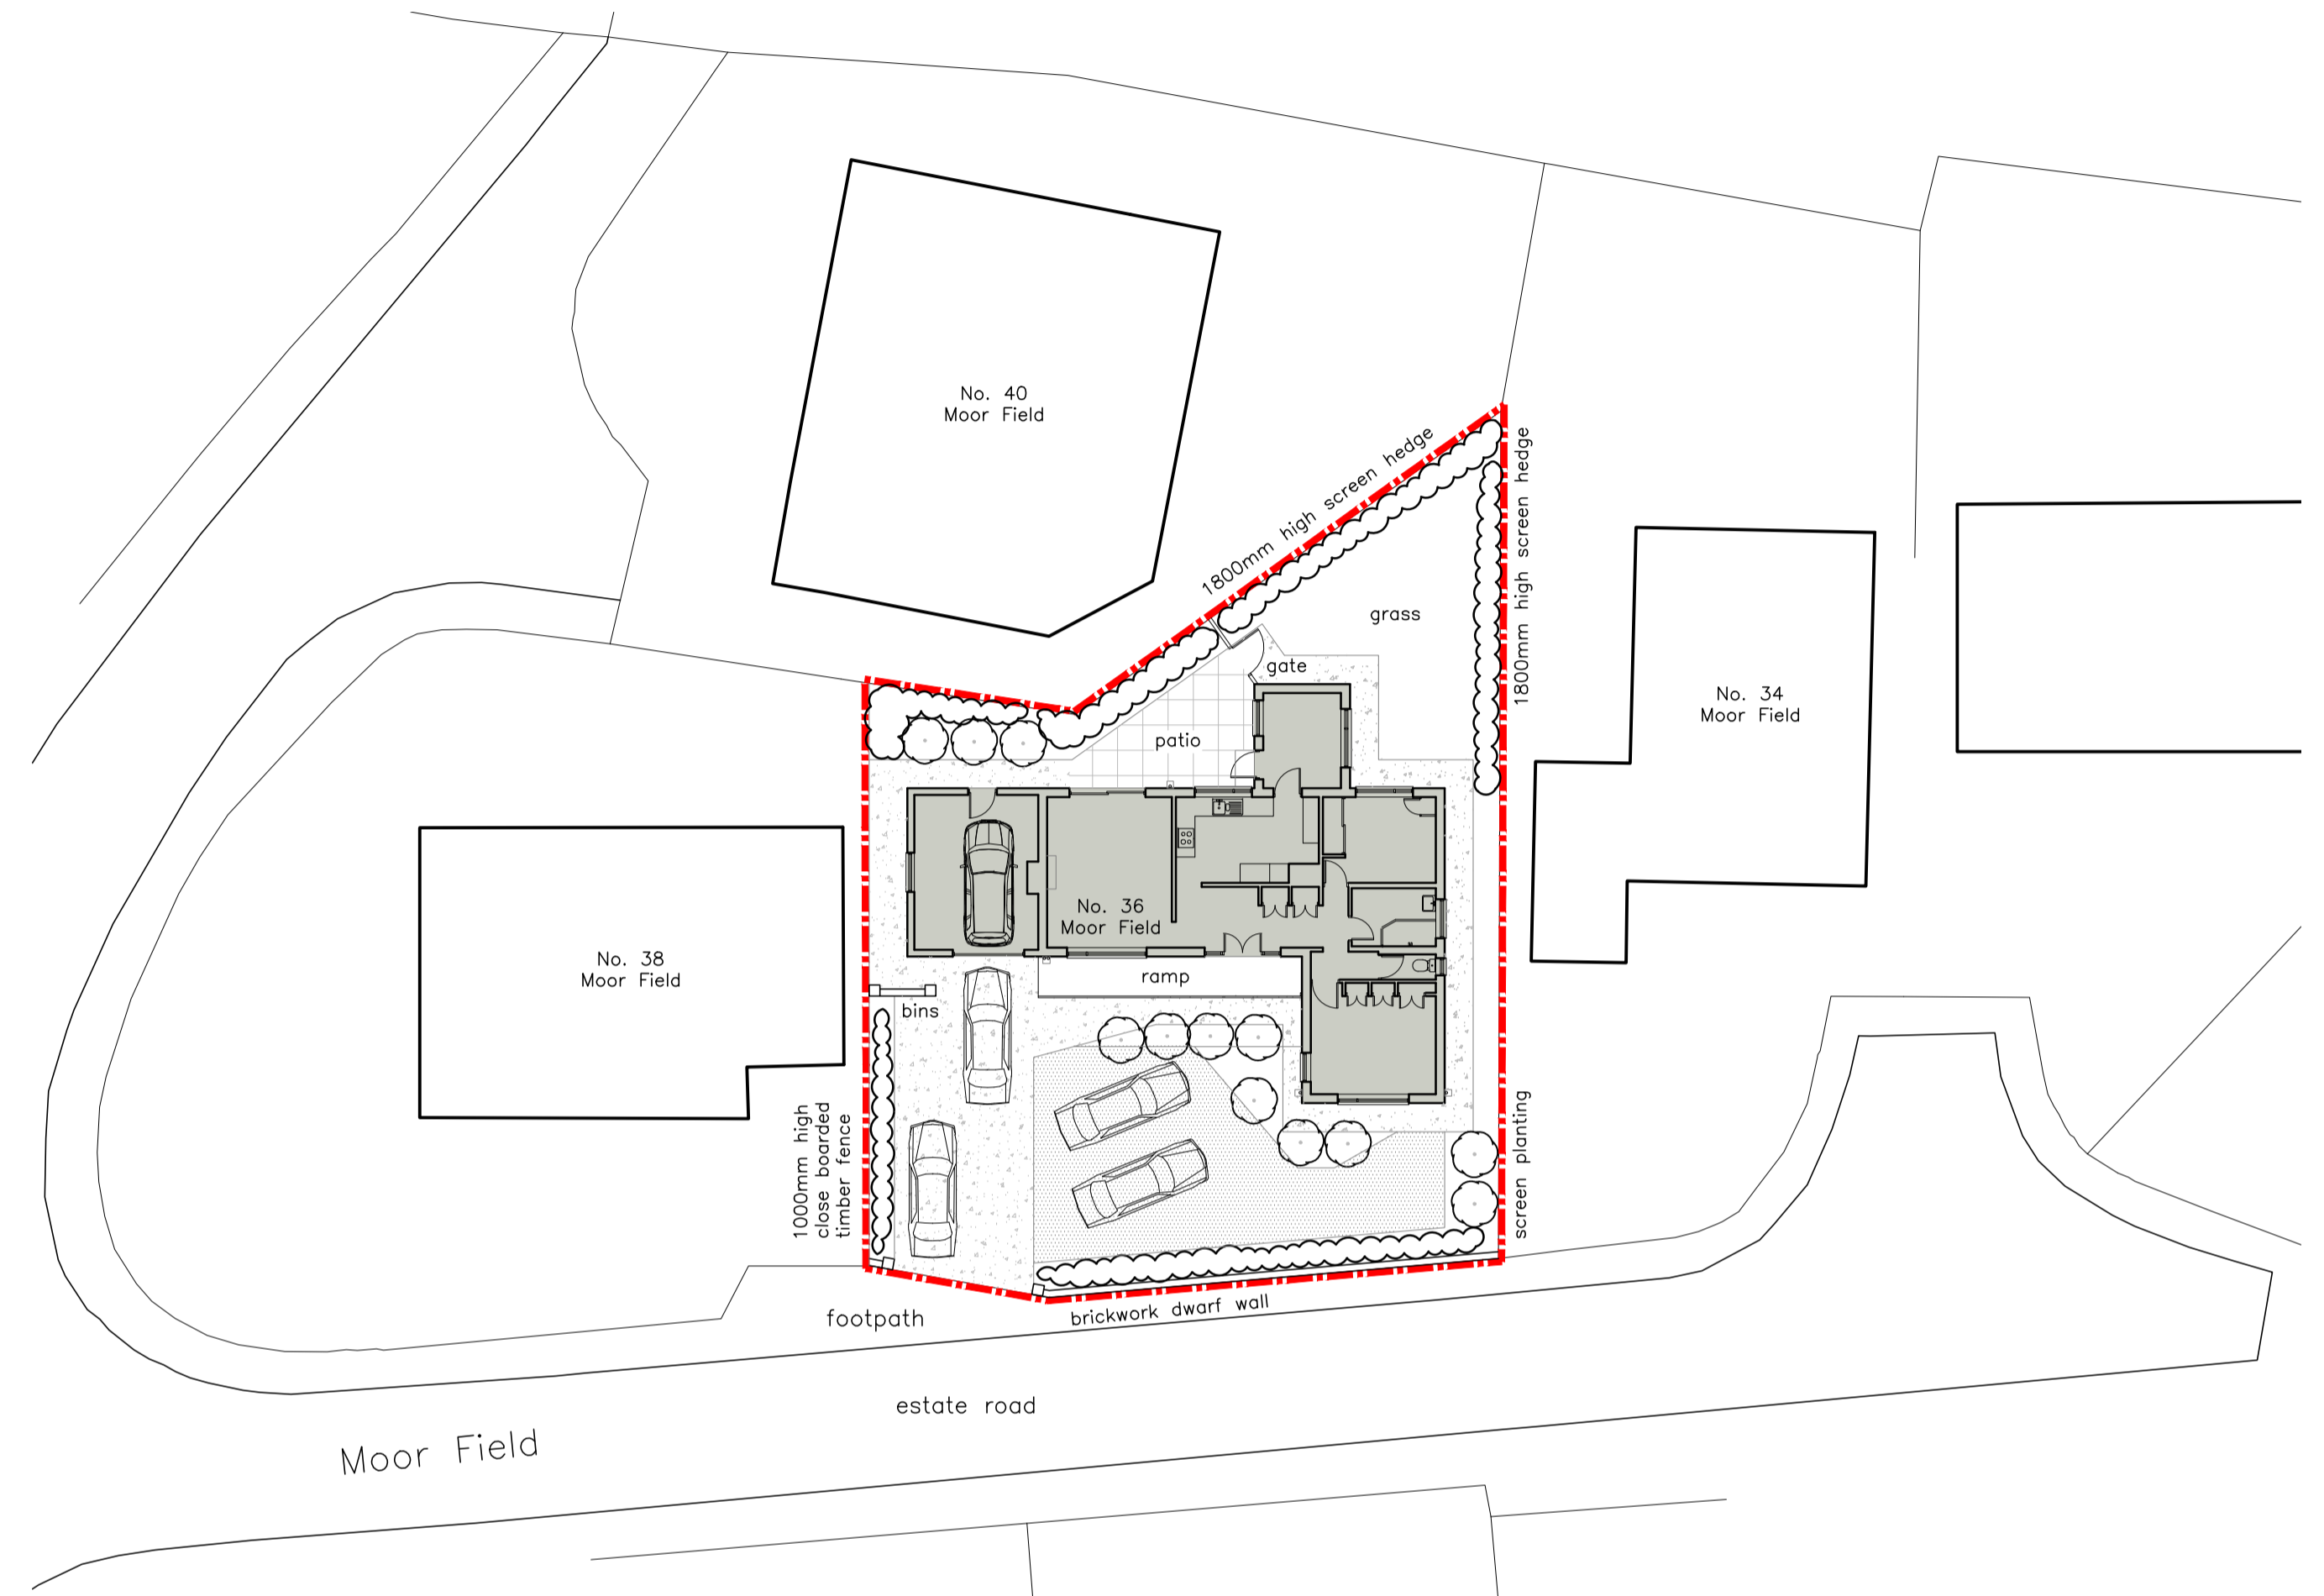 No. 40
Moor Field
1800mm high screen hedge
1800mm high screen hedge
grass
gate
patio
No. 34
Moor Field
No. 36
Moor Field
No. 38
Moor Field
ramp
bins
1000mm high
close boarded
timber fence
screen planting
brickwork dwarf wall
footpath
estate road
Moor Field